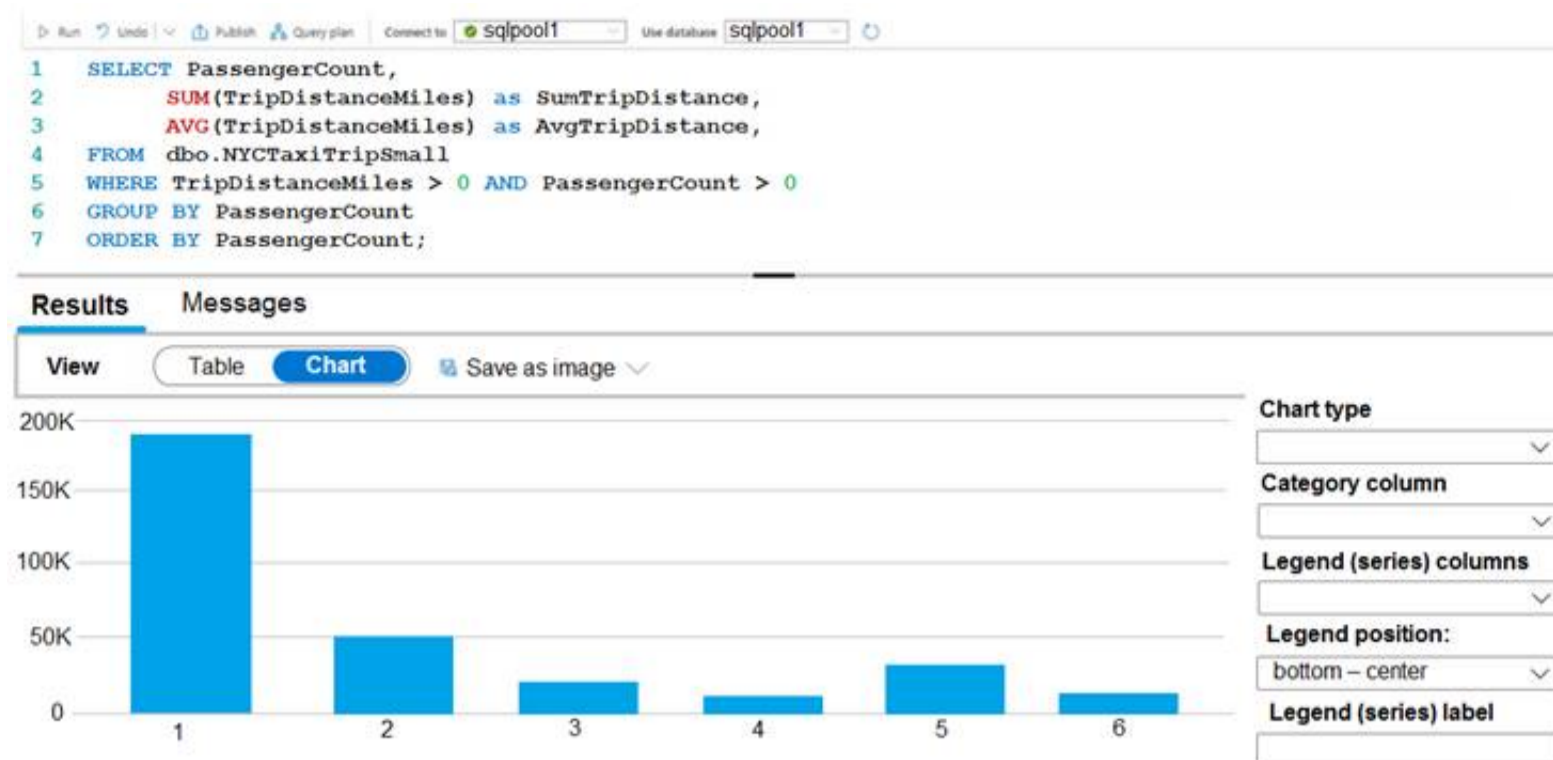 Run Undo Publish Query plan Connect to sqlpool1 Use database sqlpool1
1 SELECT PassengerCount,
2 SUM(TripDistanceMiles) as SumTripDistance,
3 AVG(TripDistanceMiles) as AvgTripDistance,
4 FROM dbo.NYCTaxiTripSmall
5 WHERE TripDistanceMiles > 0 AND PassengerCount > 0
6 GROUP BY PassengerCount
7 ORDER BY PassengerCount;
Results Messages
View Table Chart Save as image
200K
150K
100K
50K
0
1 2 3 4 5 6
Chart type
Category column
Legend (series) columns
Legend position:
bottom – center
Legend (series) label